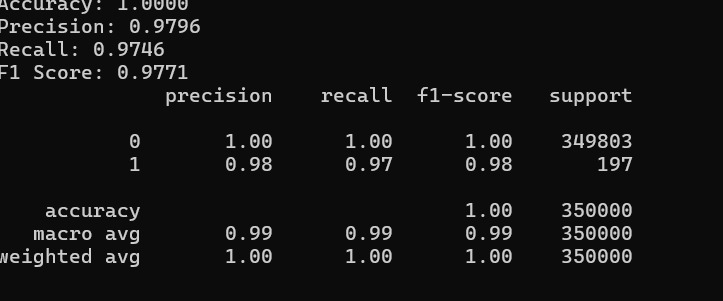 Accuracy: 1.0000
Precision: 0.9796
Recall: 0.9746
F1 Score: 0.9771
precision recall f1-score support
0 1.00 1.00 1.00 349803
1 0.98 0.97 0.98 197
accuracy 1.00 350000
macro avg 0.99 0.99 0.99 350000
weighted avg 1.00 1.00 1.00 350000